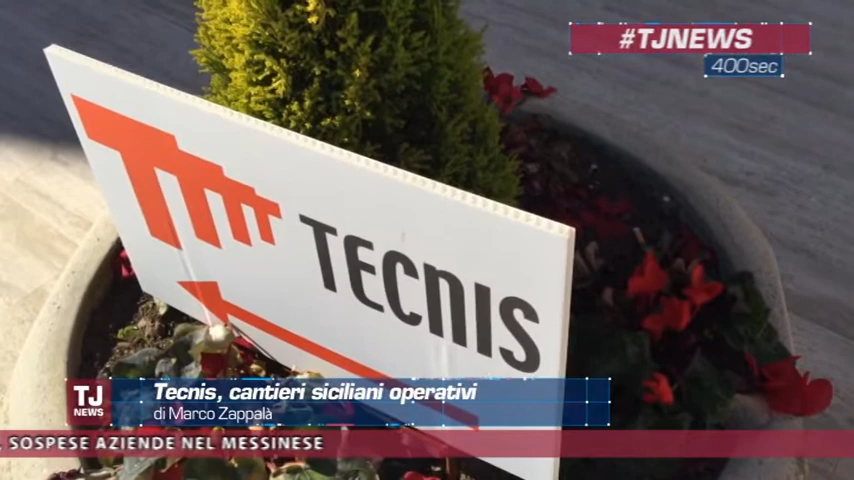 #TJNEWS
400sec
TECNIS
TJ
NEWS
Tecnis, cantieri siciliani operativi
di Marco Zappalà
SOSPESE AZIENDE NEL MESSINESE